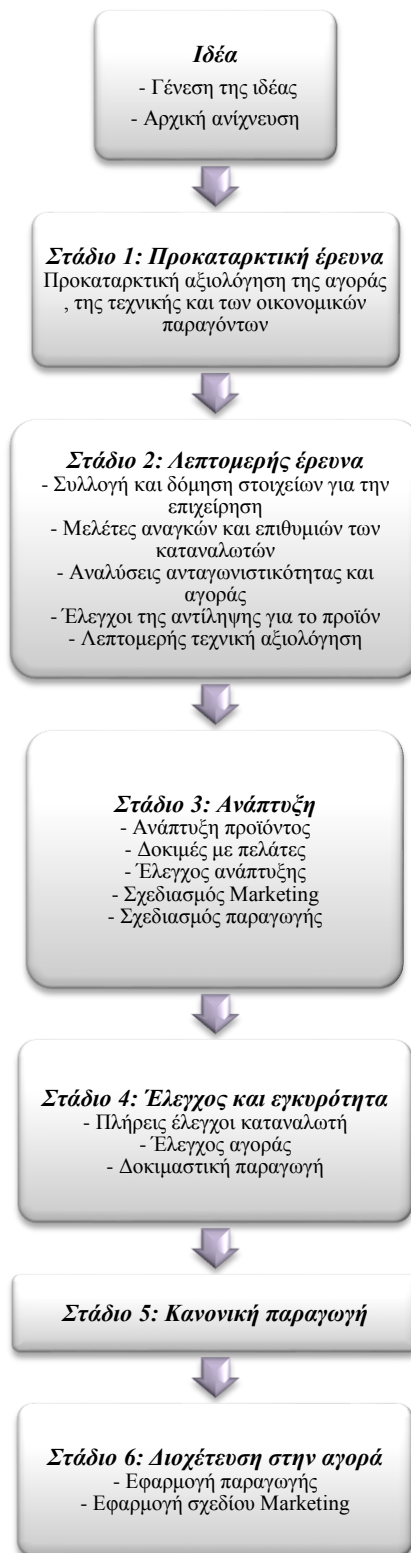 Ιδέα
- Γένεση της ιδέας
- Αρχική ανίχνευση
Στάδιο 1: Προκαταρκτική έρευνα
Προκαταρκτική αξιολόγηση της αγοράς
, της τεχνικής και των οικονομικών
παραγόντων
Στάδιο 2: Λεπτομερής έρευνα
- Συλλογή και δόμηση στοιχείων για την
επιχείρηση
- Μελέτες αναγκών και επιθυμιών των
καταναλωτών
- Αναλύσεις ανταγωνιστικότητας και
αγοράς
- Έλεγχοι της αντίληψης για το προϊόν
- Λεπτομερής τεχνική αξιολόγηση
Στάδιο 3: Ανάπτυξη
- Ανάπτυξη προϊόντος
- Δοκιμές με πελάτες
- Έλεγχος ανάπτυξης
- Σχεδιασμός Marketing
- Σχεδιασμός παραγωγής
Στάδιο 4: Έλεγχος και εγκυρότητα
- Πλήρεις έλεγχοι καταναλωτή
- Έλεγχος αγοράς
- Δοκιμαστική παραγωγή
Στάδιο 5: Κανονική παραγωγή
Στάδιο 6: Διοχέτευση στην αγορά
- Εφαρμογή παραγωγής
- Εφαρμογή σχεδίου Marketing